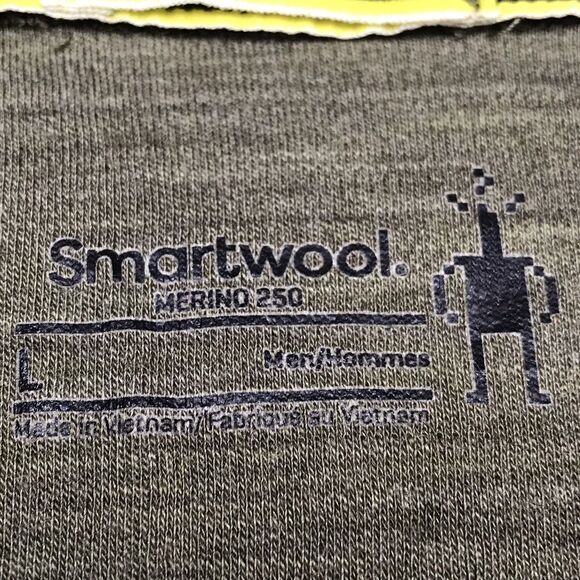 Smartwool.
MERINO 250
L
Men/Hommes
Made in Vietnam/ Fabriqué au Vietnam